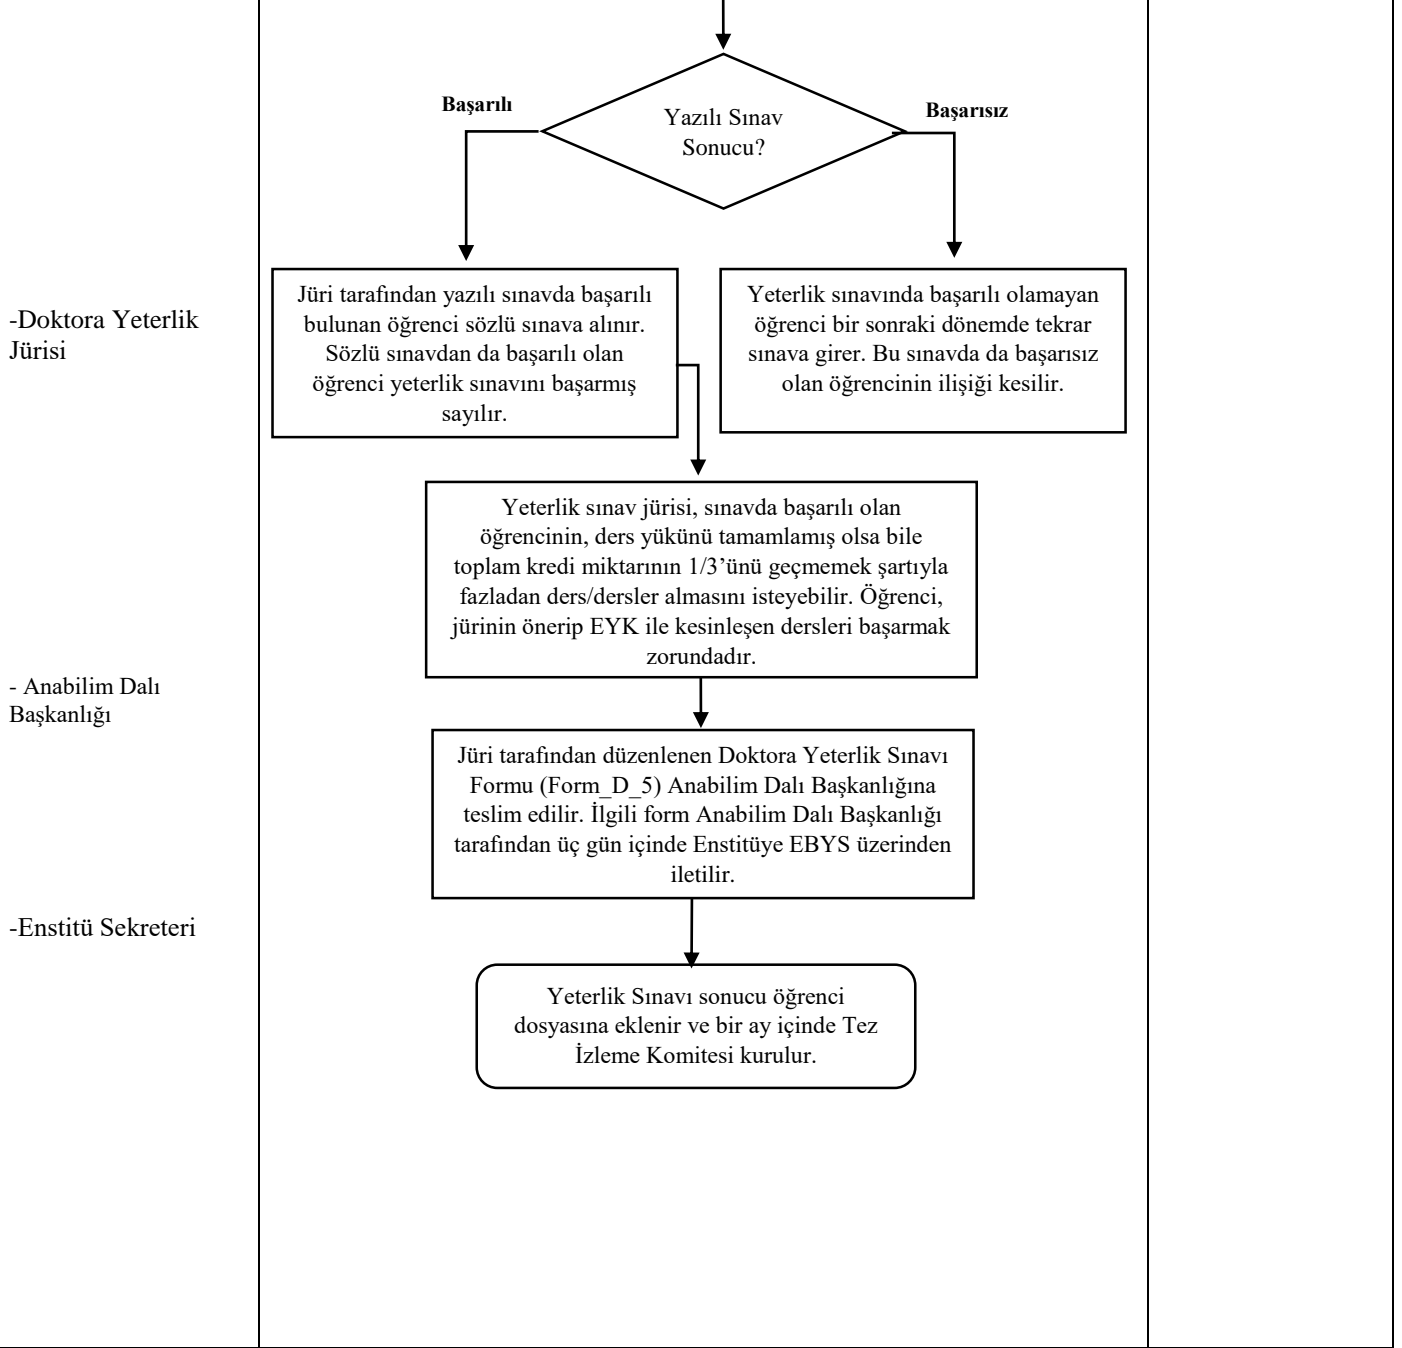 Başarılı
Başarısız
Yazılı Sınav
Sonucu?
-Doktora Yeterlik
Jürisi
Jüri tarafından yazılı sınavda başarılı
bulunan öğrenci sözlü sınava alınır.
Sözlü sınavdan da başarılı olan
öğrenci yeterlik sınavını başarmış
sayılır.
Yeterlik sınavında başarılı olamayan
öğrenci bir sonraki dönemde tekrar
sınava girer. Bu sınavda da başarısız
olan öğrencinin ilişiği kesilir.
Yeterlik sınav jürisi, sınavda başarılı olan
öğrencinin, ders yükünü tamamlamış olsa bile
toplam kredi miktarının 1/3’ünü geçmemek şartıyla
fazladan ders/dersler almasını isteyebilir. Öğrenci,
jürinin önerip EYK ile kesinleşen dersleri başarmak
zorundadır.
- Anabilim Dalı
Başkanlığı
Jüri tarafından düzenlenen Doktora Yeterlik Sınavı
Formu (Form_D_5) Anabilim Dalı Başkanlığına
teslim edilir. İlgili form Anabilim Dalı Başkanlığı
tarafından üç gün içinde Enstitüye EBYS üzerinden
iletilir.
-Enstitü Sekreteri
Yeterlik Sınavı sonucu öğrenci
dosyasına eklenir ve bir ay içinde Tez
İzleme Komitesi kurulur.